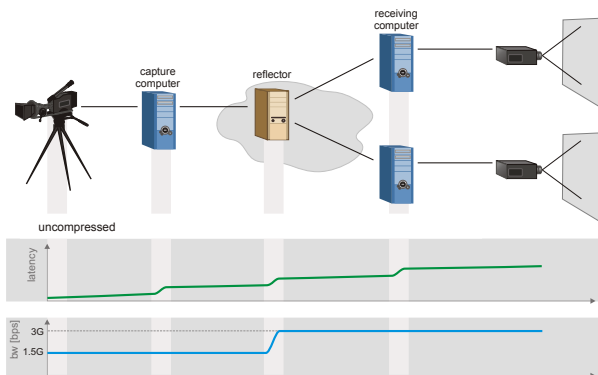 receiving
computer
capture
computer
reflector
uncompressed
latency
bw [bps]
3G
1.5G